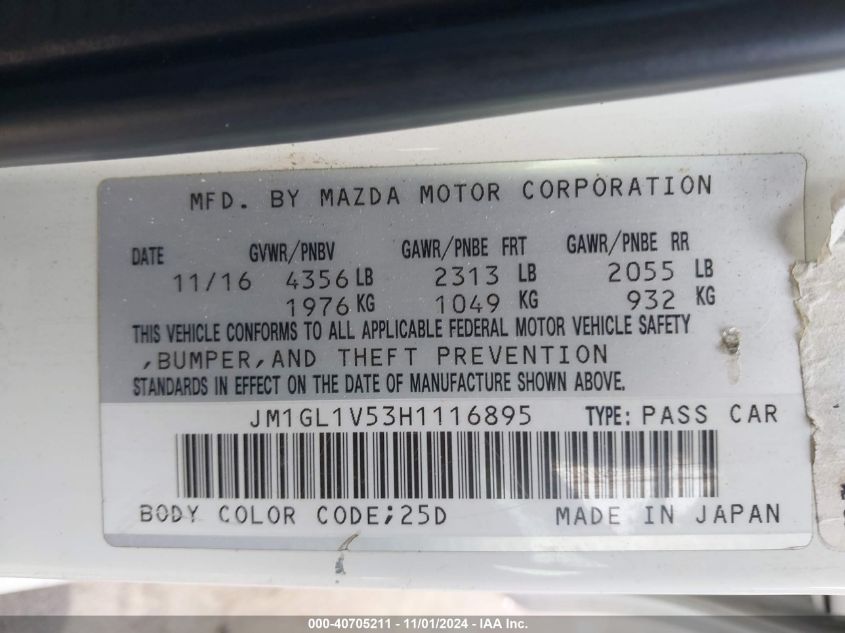 MFD. BY MAZDA MOTOR CORPORATION
DATE GVWR/PNBV GAWR/PNBE FRT GAWR/PNBE RR
11/16 4356 LB 2313 LB 2055 LB
1976 KG 1049 KG 932 KG
THIS VEHICLE CONFORMS TO ALL APPLICABLE FEDERAL MOTOR VEHICLE SAFETY
,BUMPER,AND THEFT PREVENTION
STANDARDS IN EFFECT ON THE DATE OF MANUFACTURE SHOWN ABOVE.
JM1GL1V53H1116895 TYPE: PASS CAR
BODY COLOR CODE;25D MADE IN JAPAN
000-40705211 - 11/01/2024 - IAA Inc.